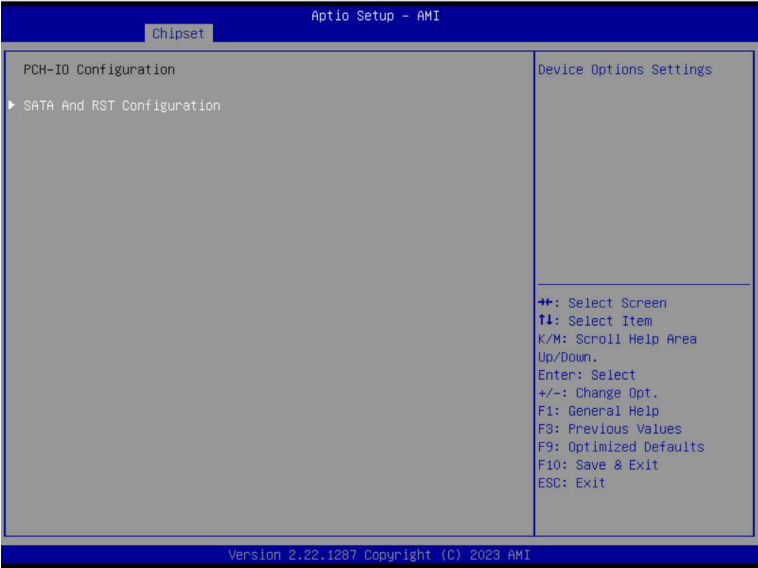 Aptio Setup - AMI
Chipset
PCH-IO Configuration
▶ SATA And RST Configuration
Device Options Settings
→←: Select Screen
↑↓: Select Item
K/M: Scroll Help Area
Up/Down.
Enter: Select
+/-: Change Opt.
F1: General Help
F3: Previous Values
F9: Optimized Defaults
F10: Save & Exit
ESC: Exit
Version 2.22.1287 Copyright (C) 2023 AMI